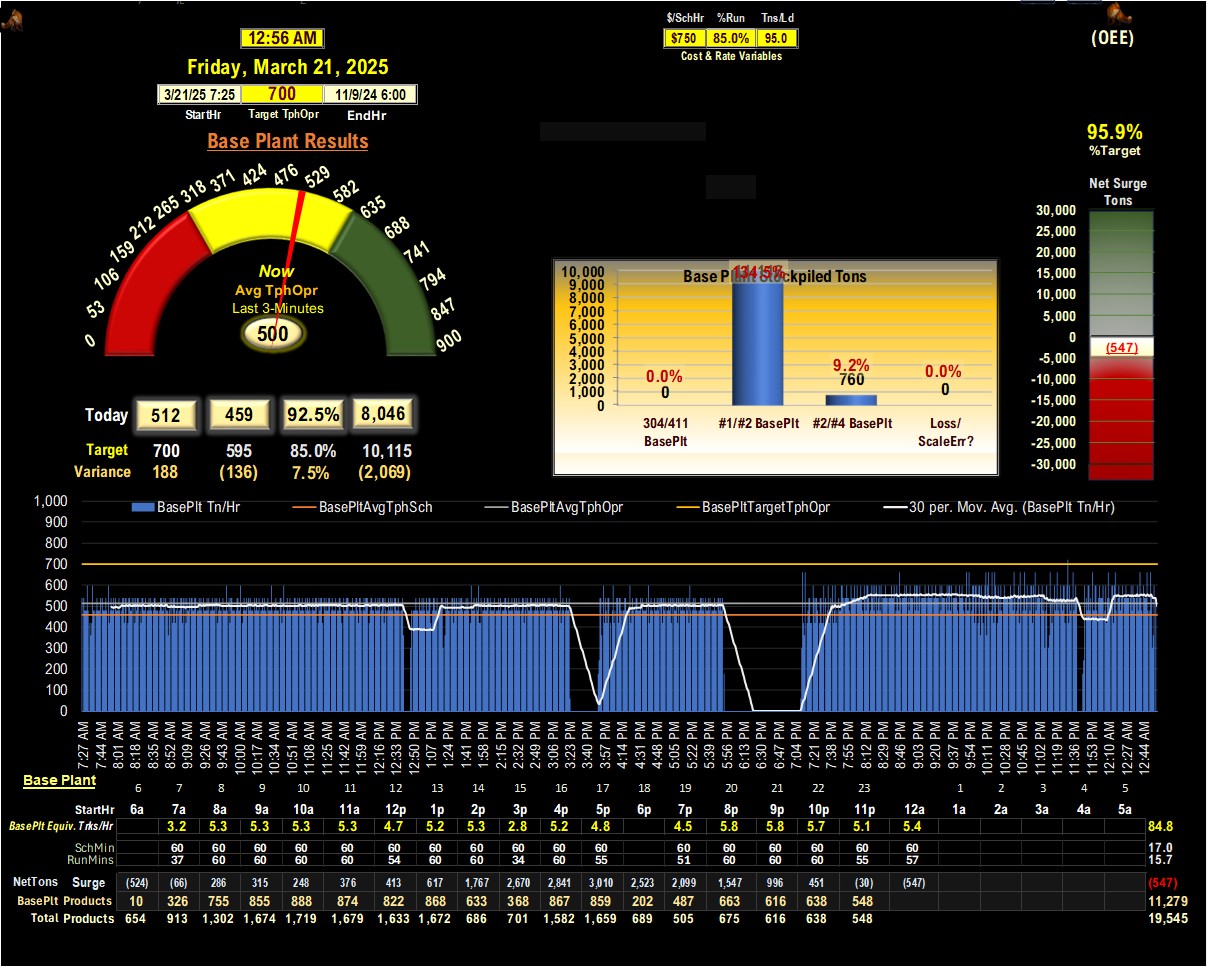 $/SchHr %Run Tns/Ld
$750 85.0% 95.0
Cost & Rate Variables
(OEE)
12:56 AM
Friday, March 21, 2025
3/21/25 7:25 700 11/9/24 6:00
StartHr Target TphOpr EndHr
Base Plant Results
95.9%
%Target
0 53 106 159 212 265 318 371 424 476 529 582 635 688 741 794 847 900
Now
Avg TphOpr
Last 3-Minutes
500
Today 512 459 92.5% 8,046
Target 700 595 85.0% 10,115
Variance 188 (136) 7.5% (2,069)
Base Plant Stockpiled Tons
10,000
9,000
8,000
7,000
6,000
5,000
4,000
3,000
2,000
1,000
0
134.5%
0.0% 9.2% 0.0%
0 760 0
304/411 BasePlt
#1/#2 BasePlt
#2/#4 BasePlt
Loss/ ScaleErr?
Net Surge
Tons
30,000
25,000
20,000
15,000
10,000
5,000
0
(547)
-5,000
-10,000
-15,000
-20,000
-25,000
-30,000
BasePlt Tn/Hr BasePltAvgTphSch BasePltAvgTphOpr BasePltTargetTphOpr 30 per. Mov. Avg. (BasePlt Tn/Hr)
1,000
900
800
700
600
500
400
300
200
100
0
7:27 AM 7:44 AM 8:01 AM 8:18 AM 8:35 AM 8:52 AM 9:09 AM 9:26 AM 9:43 AM 10:00 AM 10:17 AM 10:34 AM 10:51 AM 11:08 AM 11:25 AM 11:42 AM 11:59 AM 12:16 PM 12:33 PM 12:50 PM 1:07 PM 1:24 PM 1:41 PM 1:58 PM 2:15 PM 2:32 PM 2:49 PM 3:06 PM 3:23 PM 3:40 PM 3:57 PM 4:14 PM 4:31 PM 4:48 PM 5:05 PM 5:22 PM 5:39 PM 5:56 PM 6:13 PM 6:30 PM 6:47 PM 7:04 PM 7:21 PM 7:38 PM 7:55 PM 8:12 PM 8:29 PM 8:46 PM 9:03 PM 9:20 PM 9:37 PM 9:54 PM 10:11 PM 10:28 PM 10:45 PM 11:02 PM 11:19 PM 11:36 PM 11:53 PM 12:10 AM 12:27 AM 12:44 AM
Base Plant
6 7 8 9 10 11 12 13 14 15 16 17 18 19 20 21 22 23 1 2 3 4 5
StartHr 6a 7a 8a 9a 10a 11a 12p 1p 2p 3p 4p 5p 6p 7p 8p 9p 10p 11p 12a 1a 2a 3a 4a 5a
BasePlt Equiv. Trks/Hr 3.2 5.3 5.3 5.3 5.3 4.7 5.2 5.3 2.8 5.2 4.8 4.5 5.8 5.8 5.7 5.1 5.4 84.8
SchMin 60 60 60 60 60 60 60 60 60 60 60 60 60 60 60 60 60 17.0
RunMins 37 60 60 60 60 54 60 60 34 60 55 51 60 60 60 55 57 15.7
NetTons Surge (524) (66) 286 315 248 376 413 617 1,767 2,670 2,841 3,010 2,523 2,099 1,547 996 451 (30) (547) (547)
BasePlt Products 10 326 755 855 888 874 822 868 633 368 867 859 202 487 663 616 638 548 11,279
Total Products 654 913 1,302 1,674 1,719 1,679 1,633 1,672 686 701 1,582 1,659 689 505 675 616 638 548 19,545